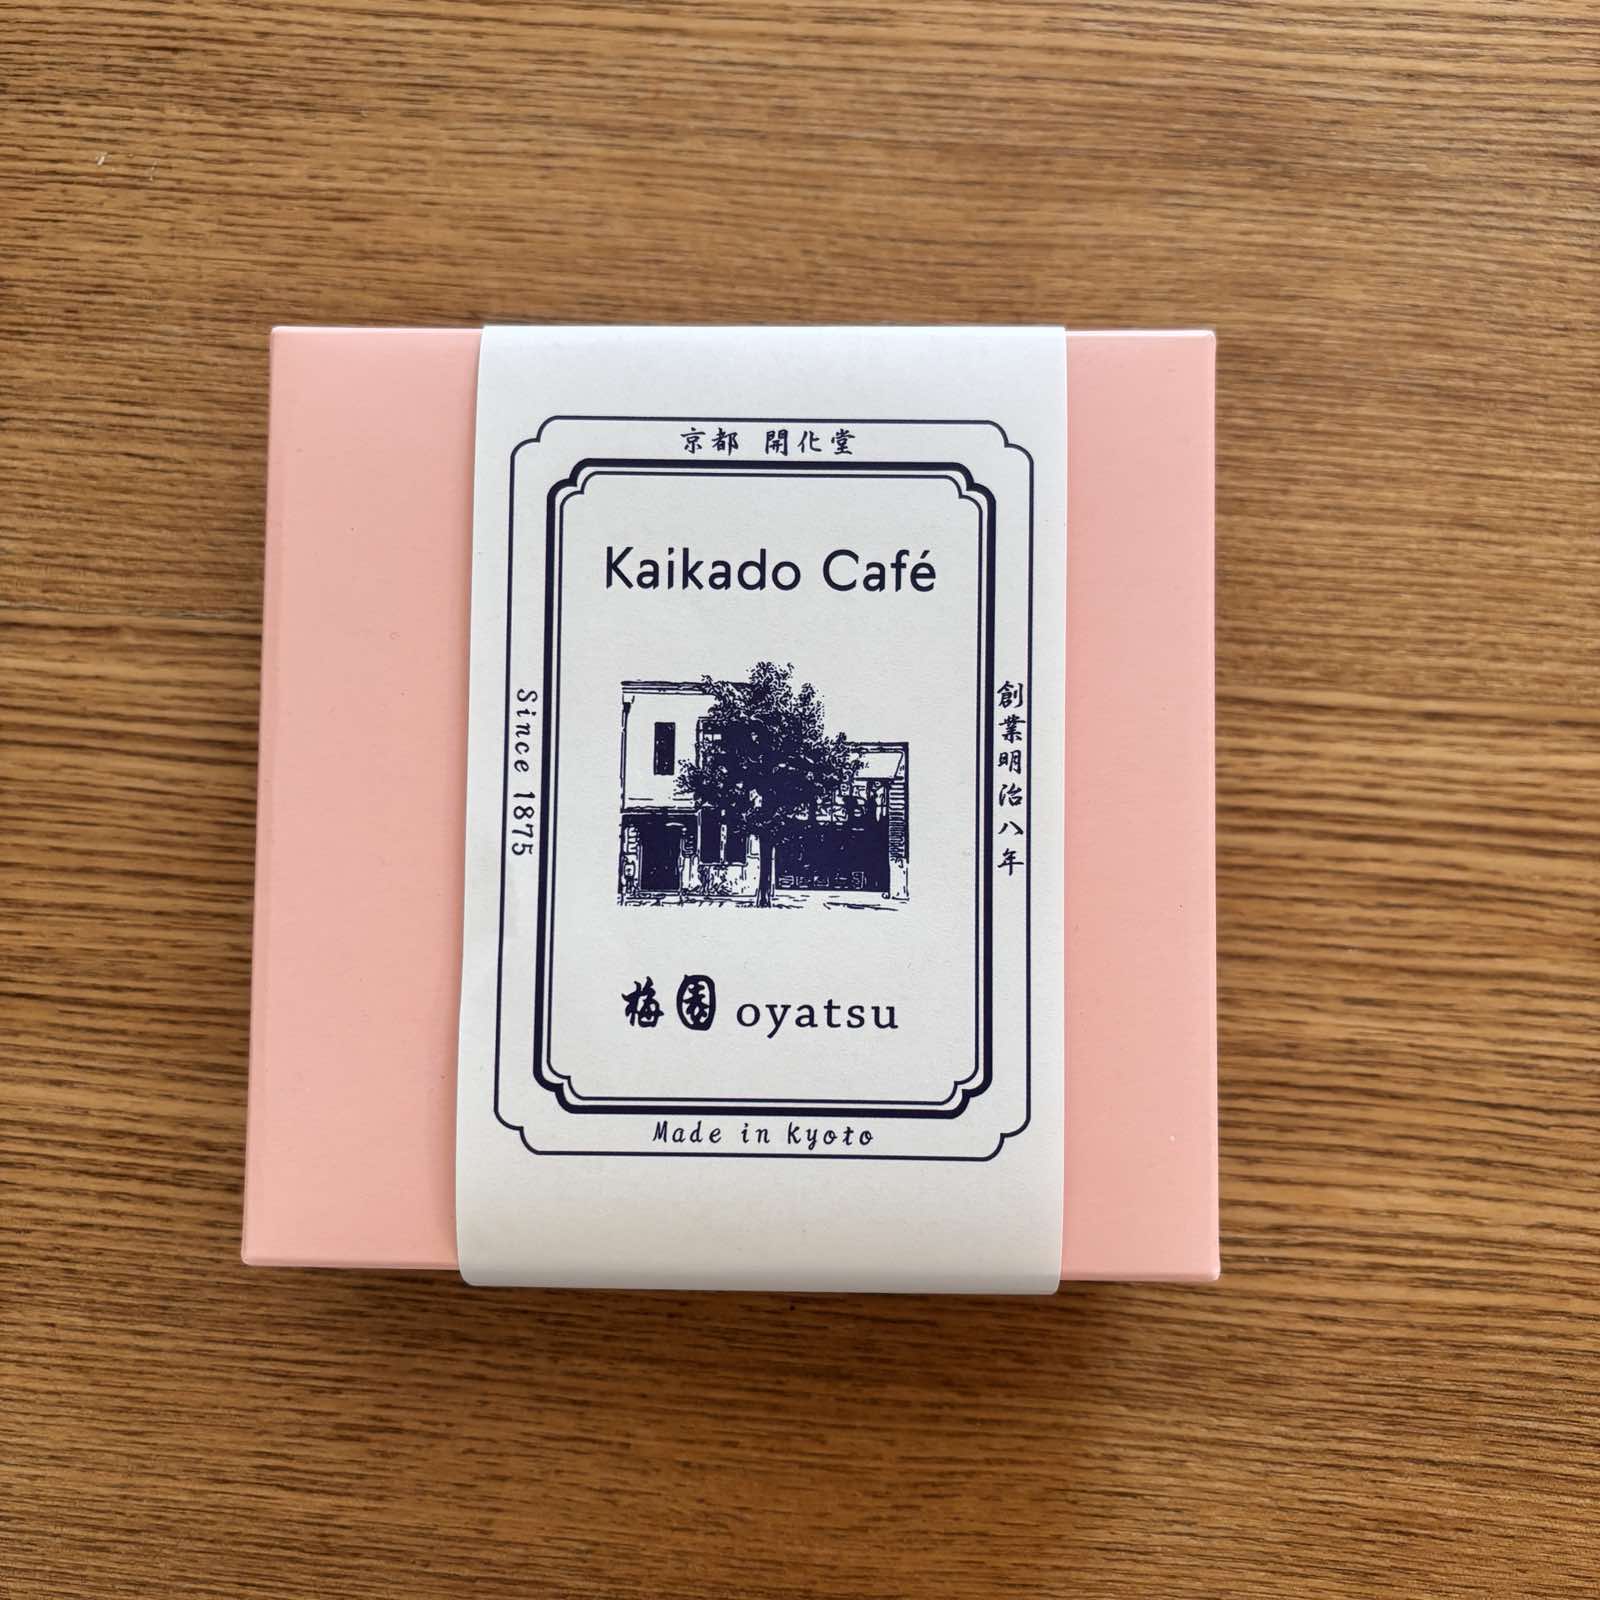 京都 開化堂
Kaikado Café
Since 1875
創業明治八年
梅園 oyatsu
Made in Kyoto